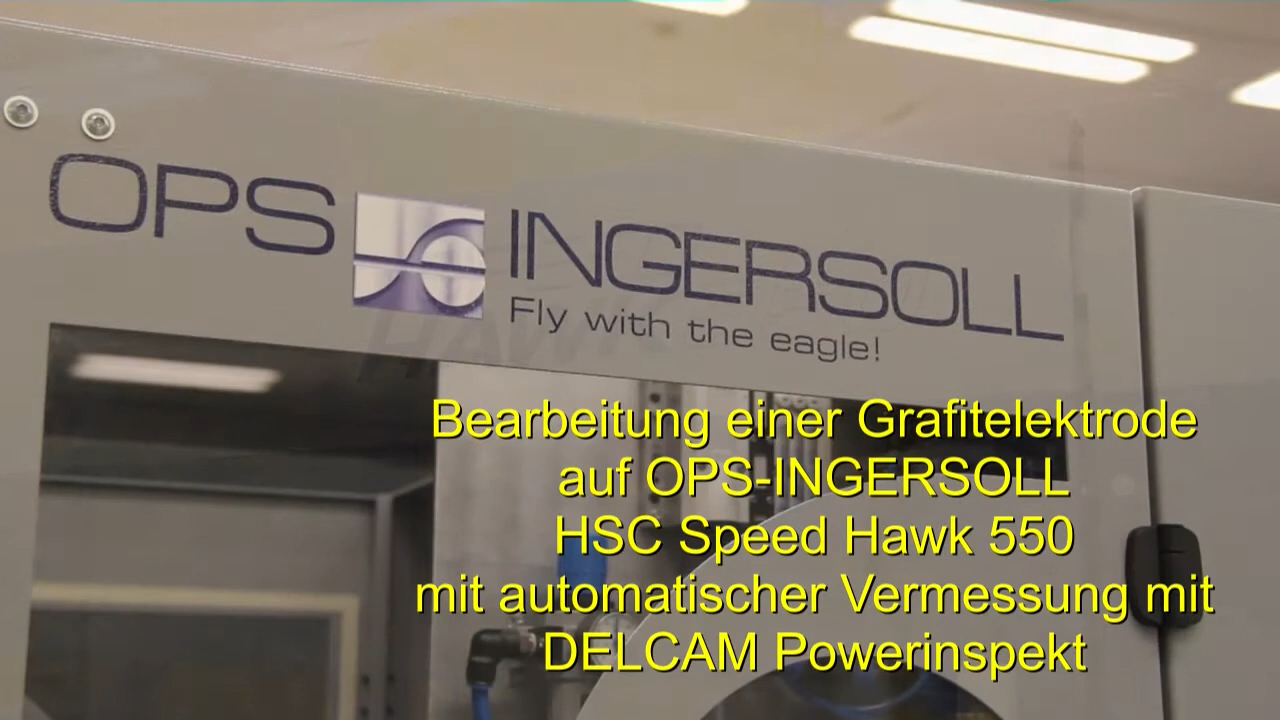 OPS INGERSOLL
Fly with the eagle!
Bearbeitung einer Grafitelektrode
auf OPS-INGERSOLL
HSC Speed Hawk 550
mit automatischer Vermessung mit
DELCAM Powerinspekt